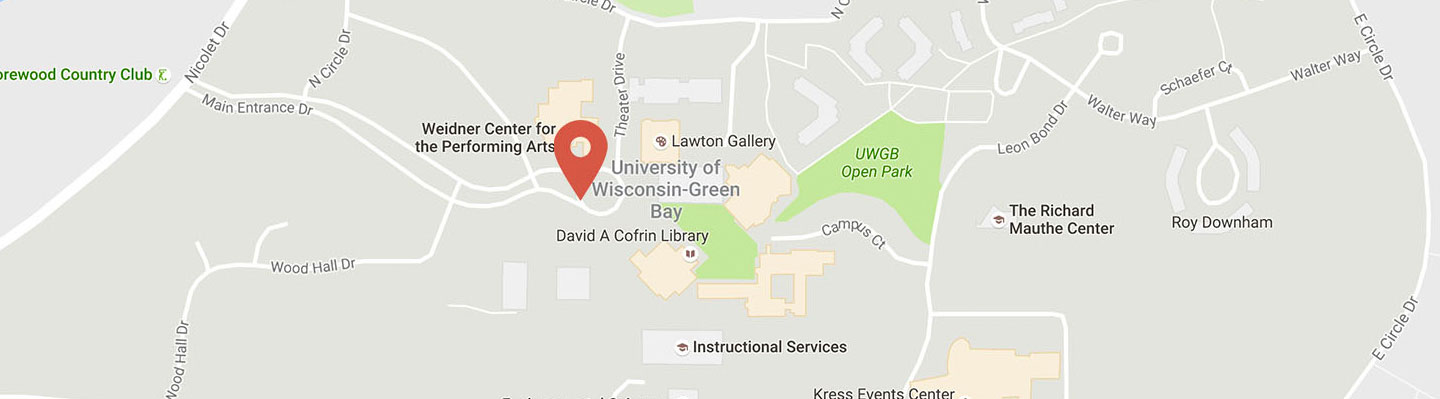 N C
E Circle Dr
Nicolet Dr
N Circle Dr
orewood Country Club
Main Entrance Dr
Theater Drive
Schaefer Ct
Walter Way
Walter Way
Leon Bond Dr
Weidner Center for
the Performing Arts
Lawton Gallery
University of
Wisconsin-Green
Bay
UWGB
Open Park
The Richard
Mauthe Center
Roy Downham
David A Cofrin Library
Campus Ct
Wood Hall Dr
Wood Hall Dr
Instructional Services
E Circle Dr
Kress Events Center